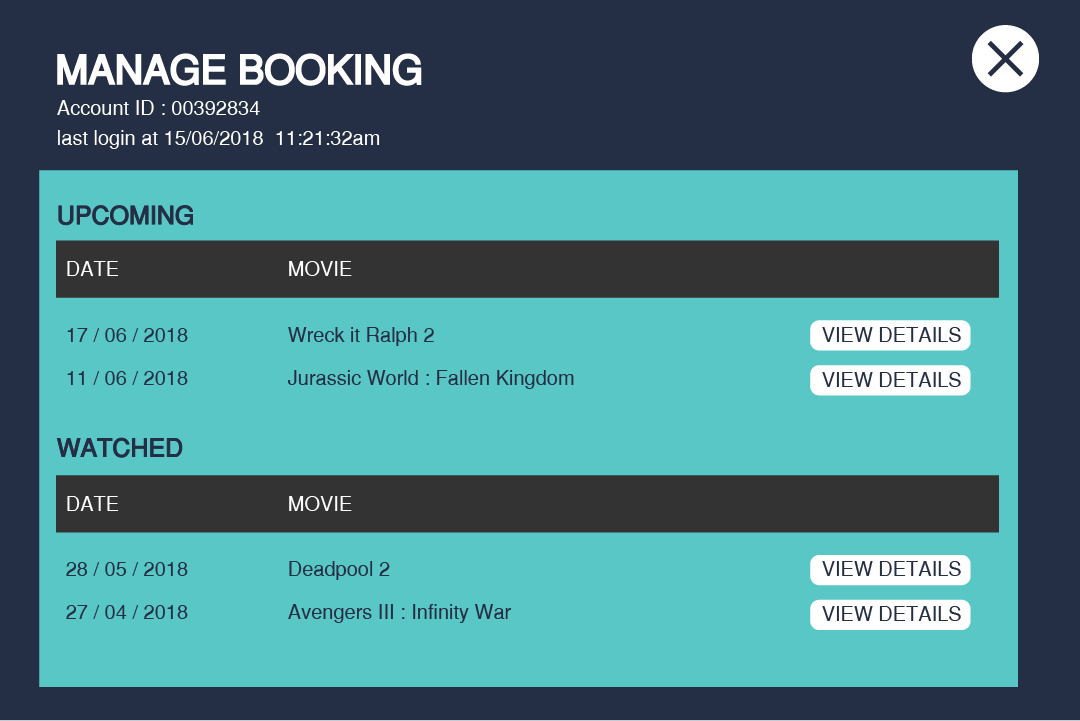 MANAGE BOOKING
Account ID : 00392834
last login at 15/06/2018  11:21:32am
UPCOMING
DATE MOVIE
17 / 06 / 2018 Wreck it Ralph 2 VIEW DETAILS
11 / 06 / 2018 Jurassic World : Fallen Kingdom VIEW DETAILS
WATCHED
DATE MOVIE
28 / 05 / 2018 Deadpool 2 VIEW DETAILS
27 / 04 / 2018 Avengers III : Infinity War VIEW DETAILS